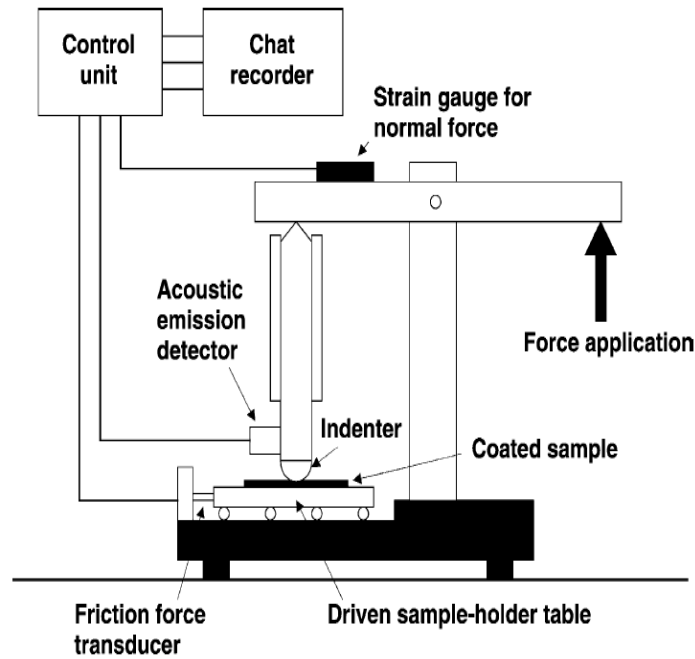 Control
unit
Chat
recorder
Strain gauge for
normal force
Acoustic
emission
detector
Force application
Indenter
Coated sample
Friction force
transducer
Driven sample-holder table